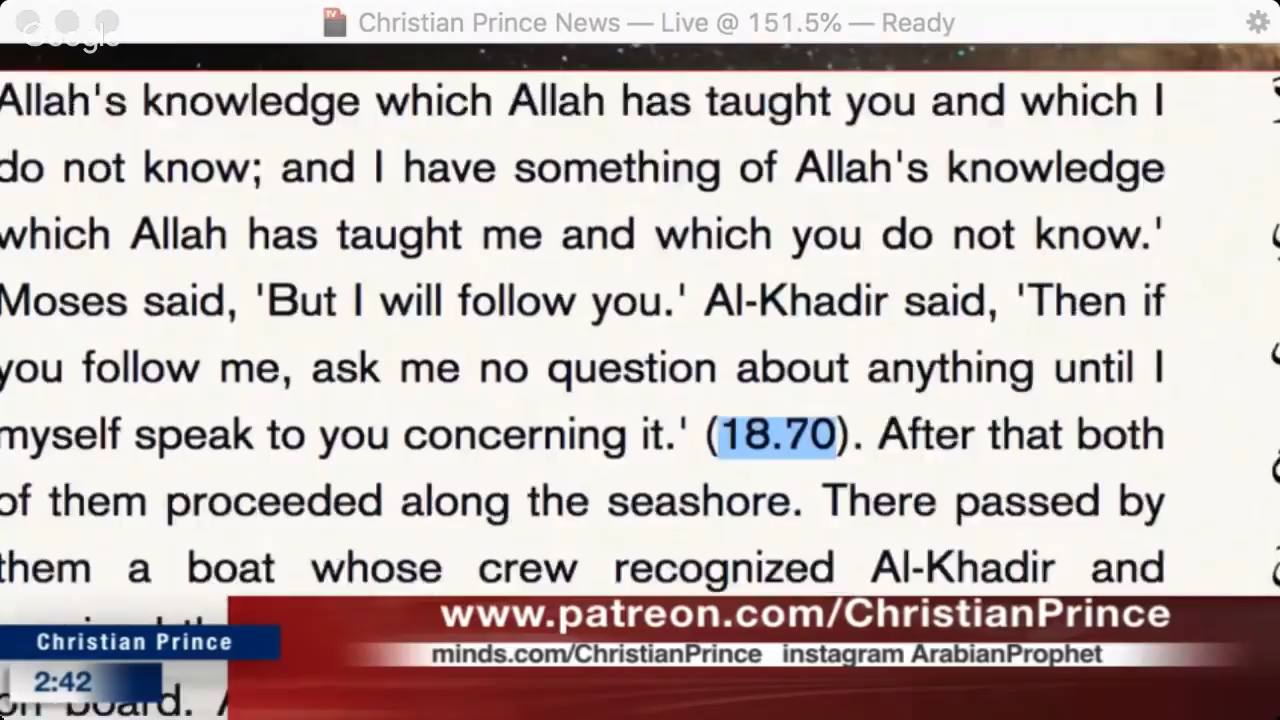 Christian Prince News — Live @ 151.5% — Ready
Google
Allah's knowledge which Allah has taught you and which I
do not know; and I have something of Allah's knowledge
which Allah has taught me and which you do not know.'
Moses said, 'But I will follow you.' Al-Khadir said, 'Then if
you follow me, ask me no question about anything until I
myself speak to you concerning it.' (18.70). After that both
of them proceeded along the seashore. There passed by
them a boat whose crew recognized Al-Khadir and
www.patreon.com/ChristianPrince
Christian Prince
minds.com/ChristianPrince instagram ArabianProphet
2:42
on board.